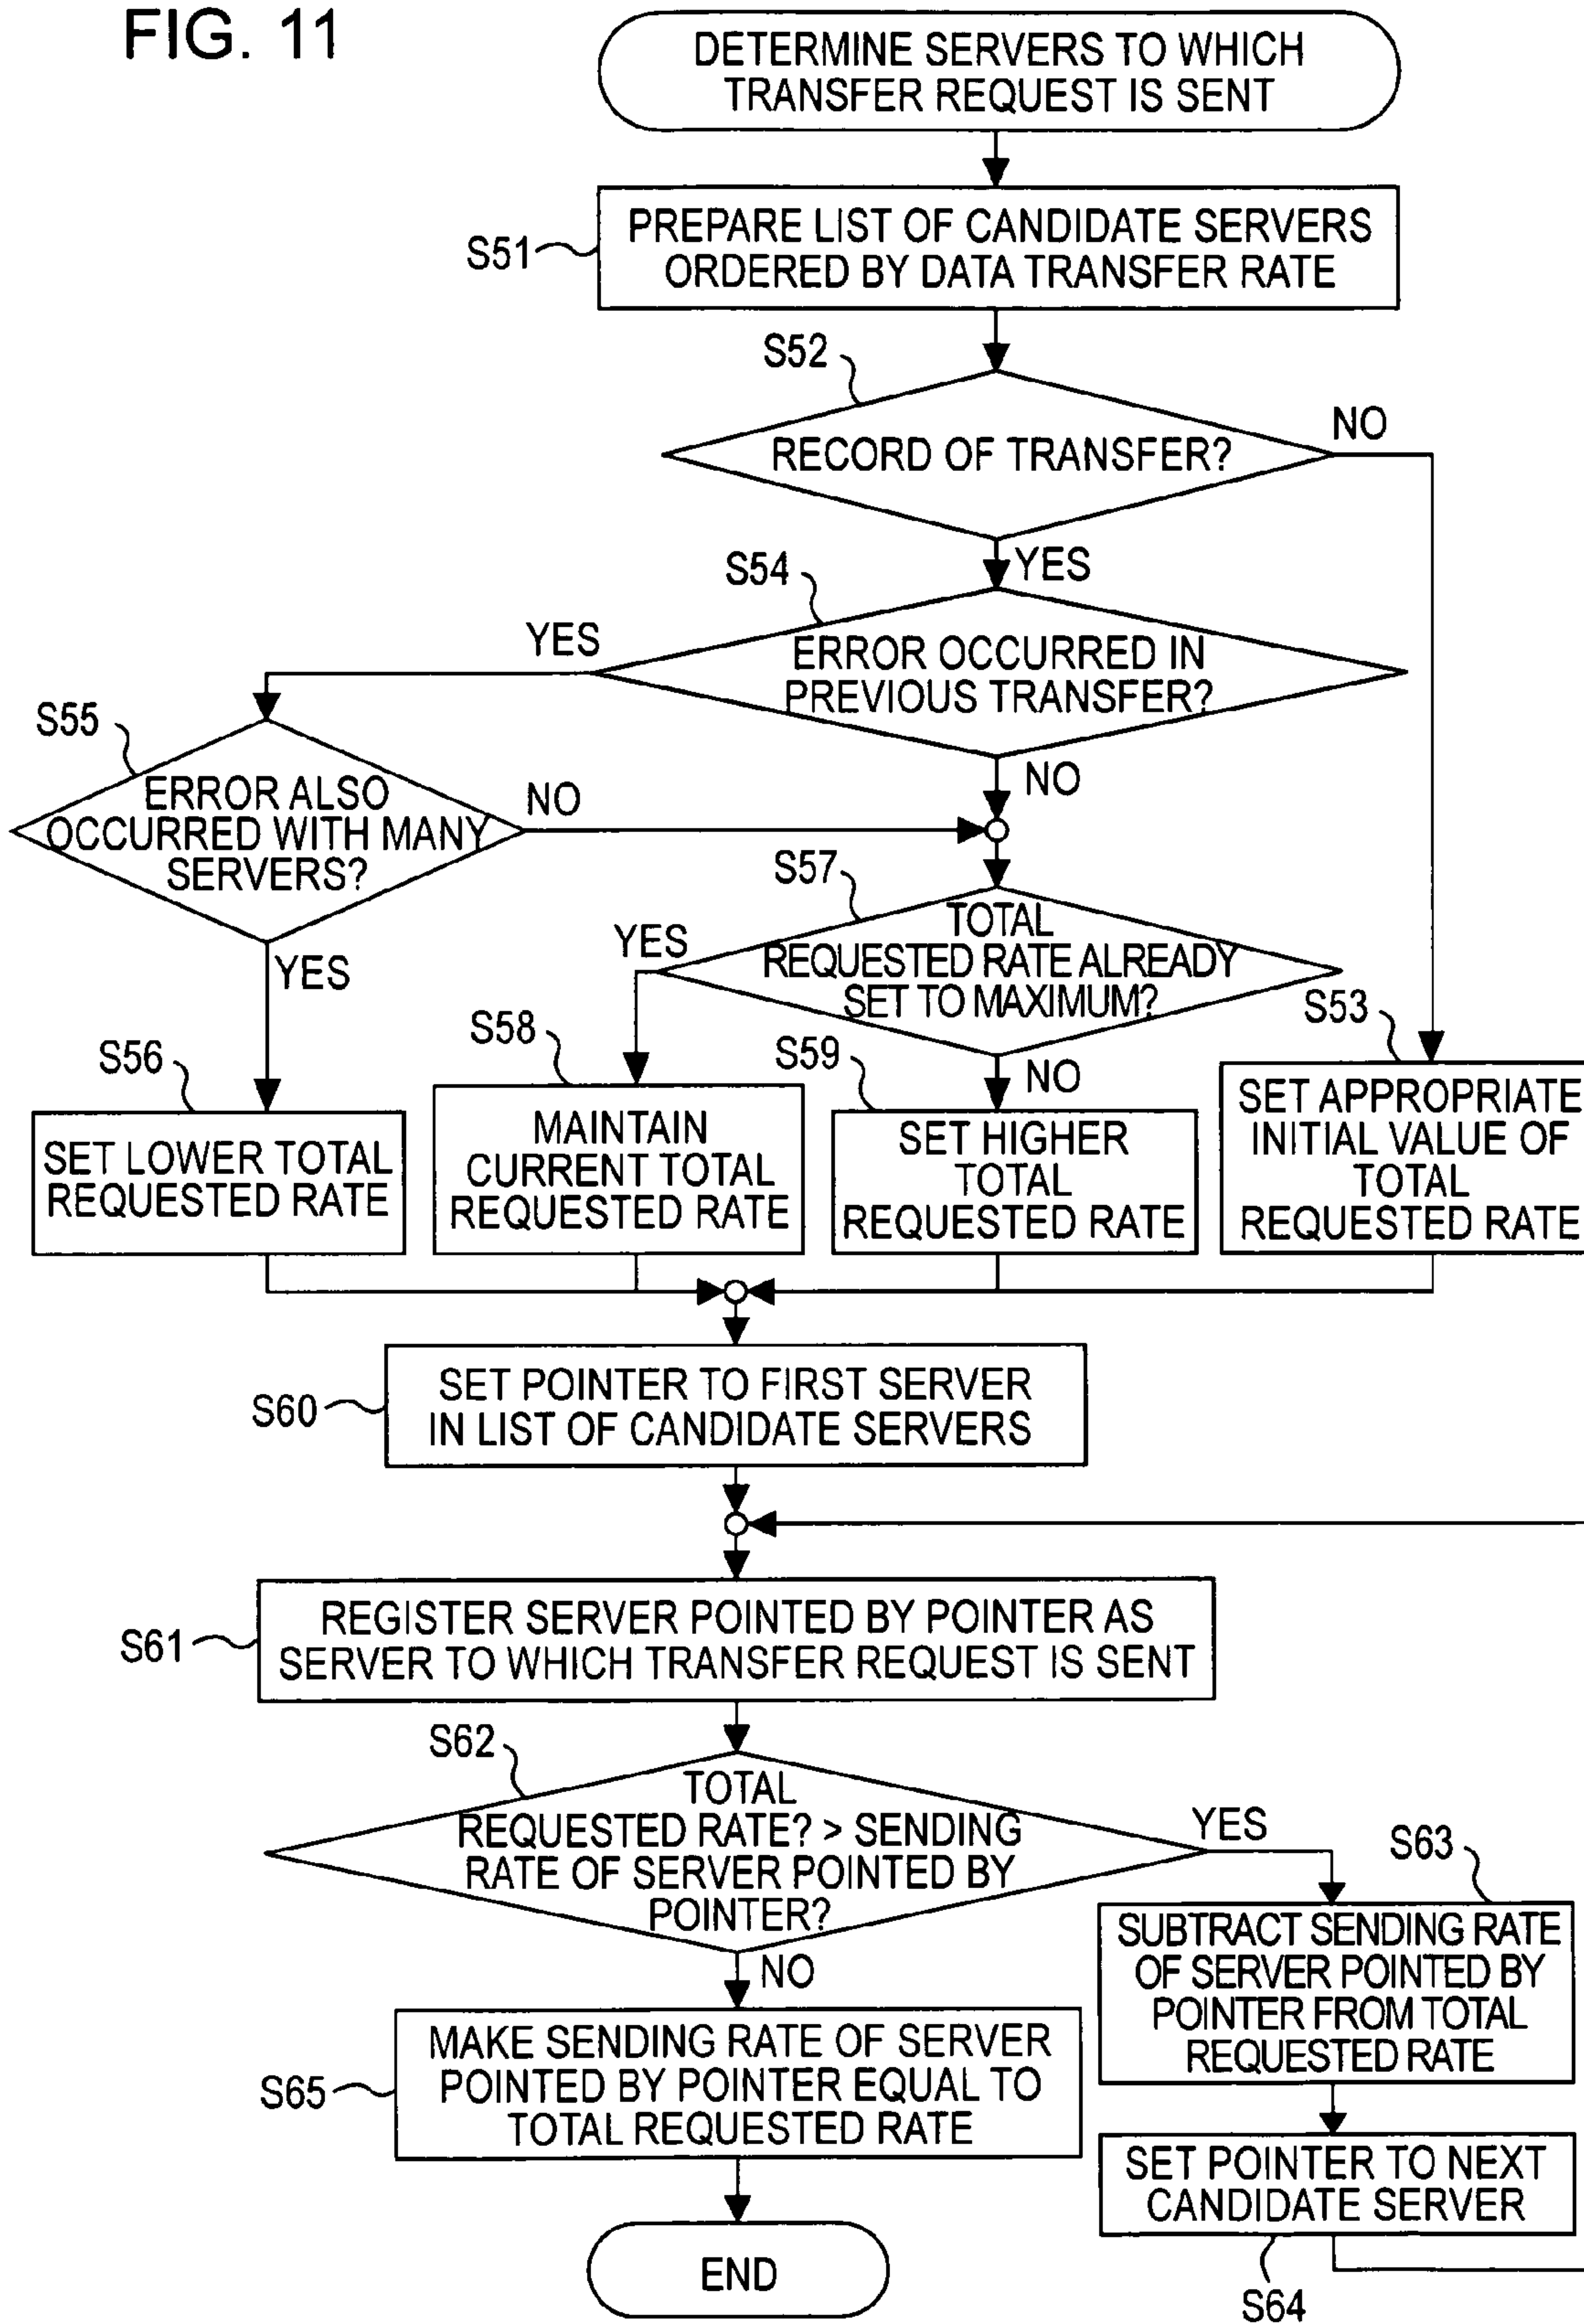 FIG. 11
DETERMINE SERVERS TO WHICH
TRANSFER REQUEST IS SENT
S51
PREPARE LIST OF CANDIDATE SERVERS
ORDERED BY DATA TRANSFER RATE
S52
RECORD OF TRANSFER?
NO
YES
S54
ERROR OCCURRED IN
PREVIOUS TRANSFER?
YES
NO
S55
ERROR ALSO
OCCURRED WITH MANY
SERVERS?
NO
YES
S57
TOTAL
REQUESTED RATE ALREADY
SET TO MAXIMUM?
YES
NO
S56
SET LOWER TOTAL
REQUESTED RATE
S58
MAINTAIN
CURRENT TOTAL
REQUESTED RATE
S59
SET HIGHER
TOTAL
REQUESTED RATE
S53
SET APPROPRIATE
INITIAL VALUE OF
TOTAL
REQUESTED RATE
S60
SET POINTER TO FIRST SERVER
IN LIST OF CANDIDATE SERVERS
S61
REGISTER SERVER POINTED BY POINTER AS
SERVER TO WHICH TRANSFER REQUEST IS SENT
S62
TOTAL
REQUESTED RATE? > SENDING
RATE OF SERVER POINTED BY
POINTER?
YES
NO
S63
SUBTRACT SENDING RATE
OF SERVER POINTED BY
POINTER FROM TOTAL
REQUESTED RATE
S65
MAKE SENDING RATE OF SERVER
POINTED BY POINTER EQUAL TO
TOTAL REQUESTED RATE
SET POINTER TO NEXT
CANDIDATE SERVER
S64
END